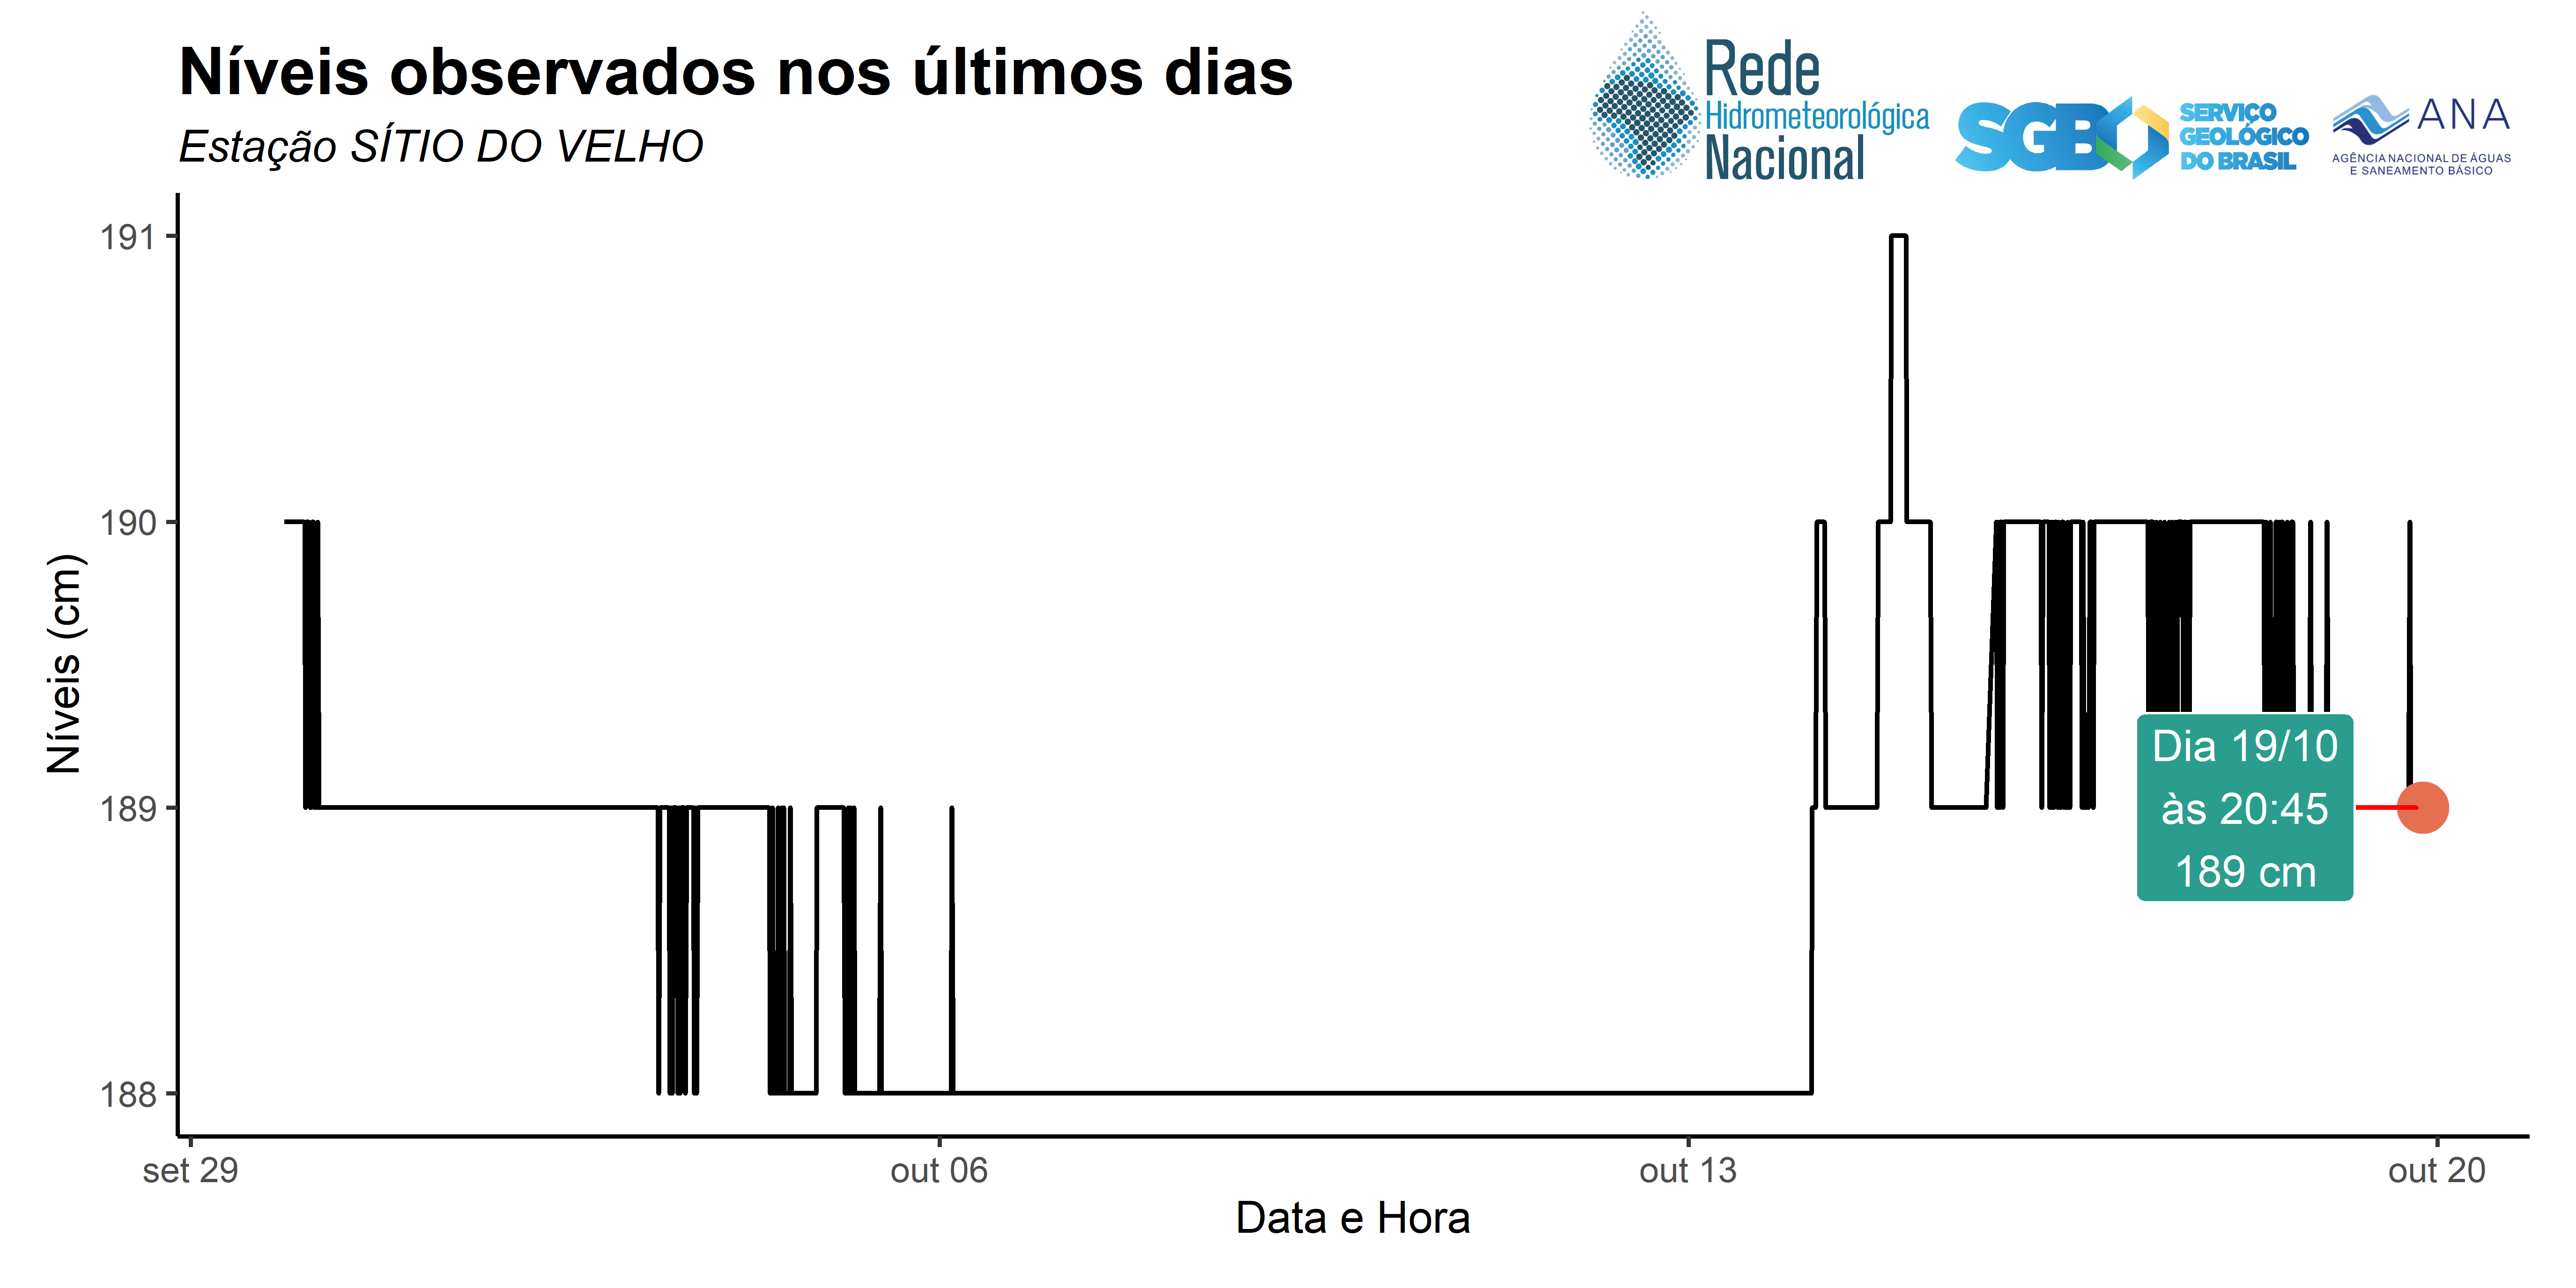 Níveis observados nos últimos dias
Estação SÍTIO DO VELHO
Rede
Hidrometeorológica
Nacional
SGB
SERVIÇO
GEOLÓGICO
DO BRASIL
ANA
AGÊNCIA NACIONAL DE ÁGUAS
E SANEAMENTO BÁSICO
Níveis (cm)
191
190
189
188
Dia 19/10
às 20:45
189 cm
set 29
out 06
out 13
out 20
Data e Hora